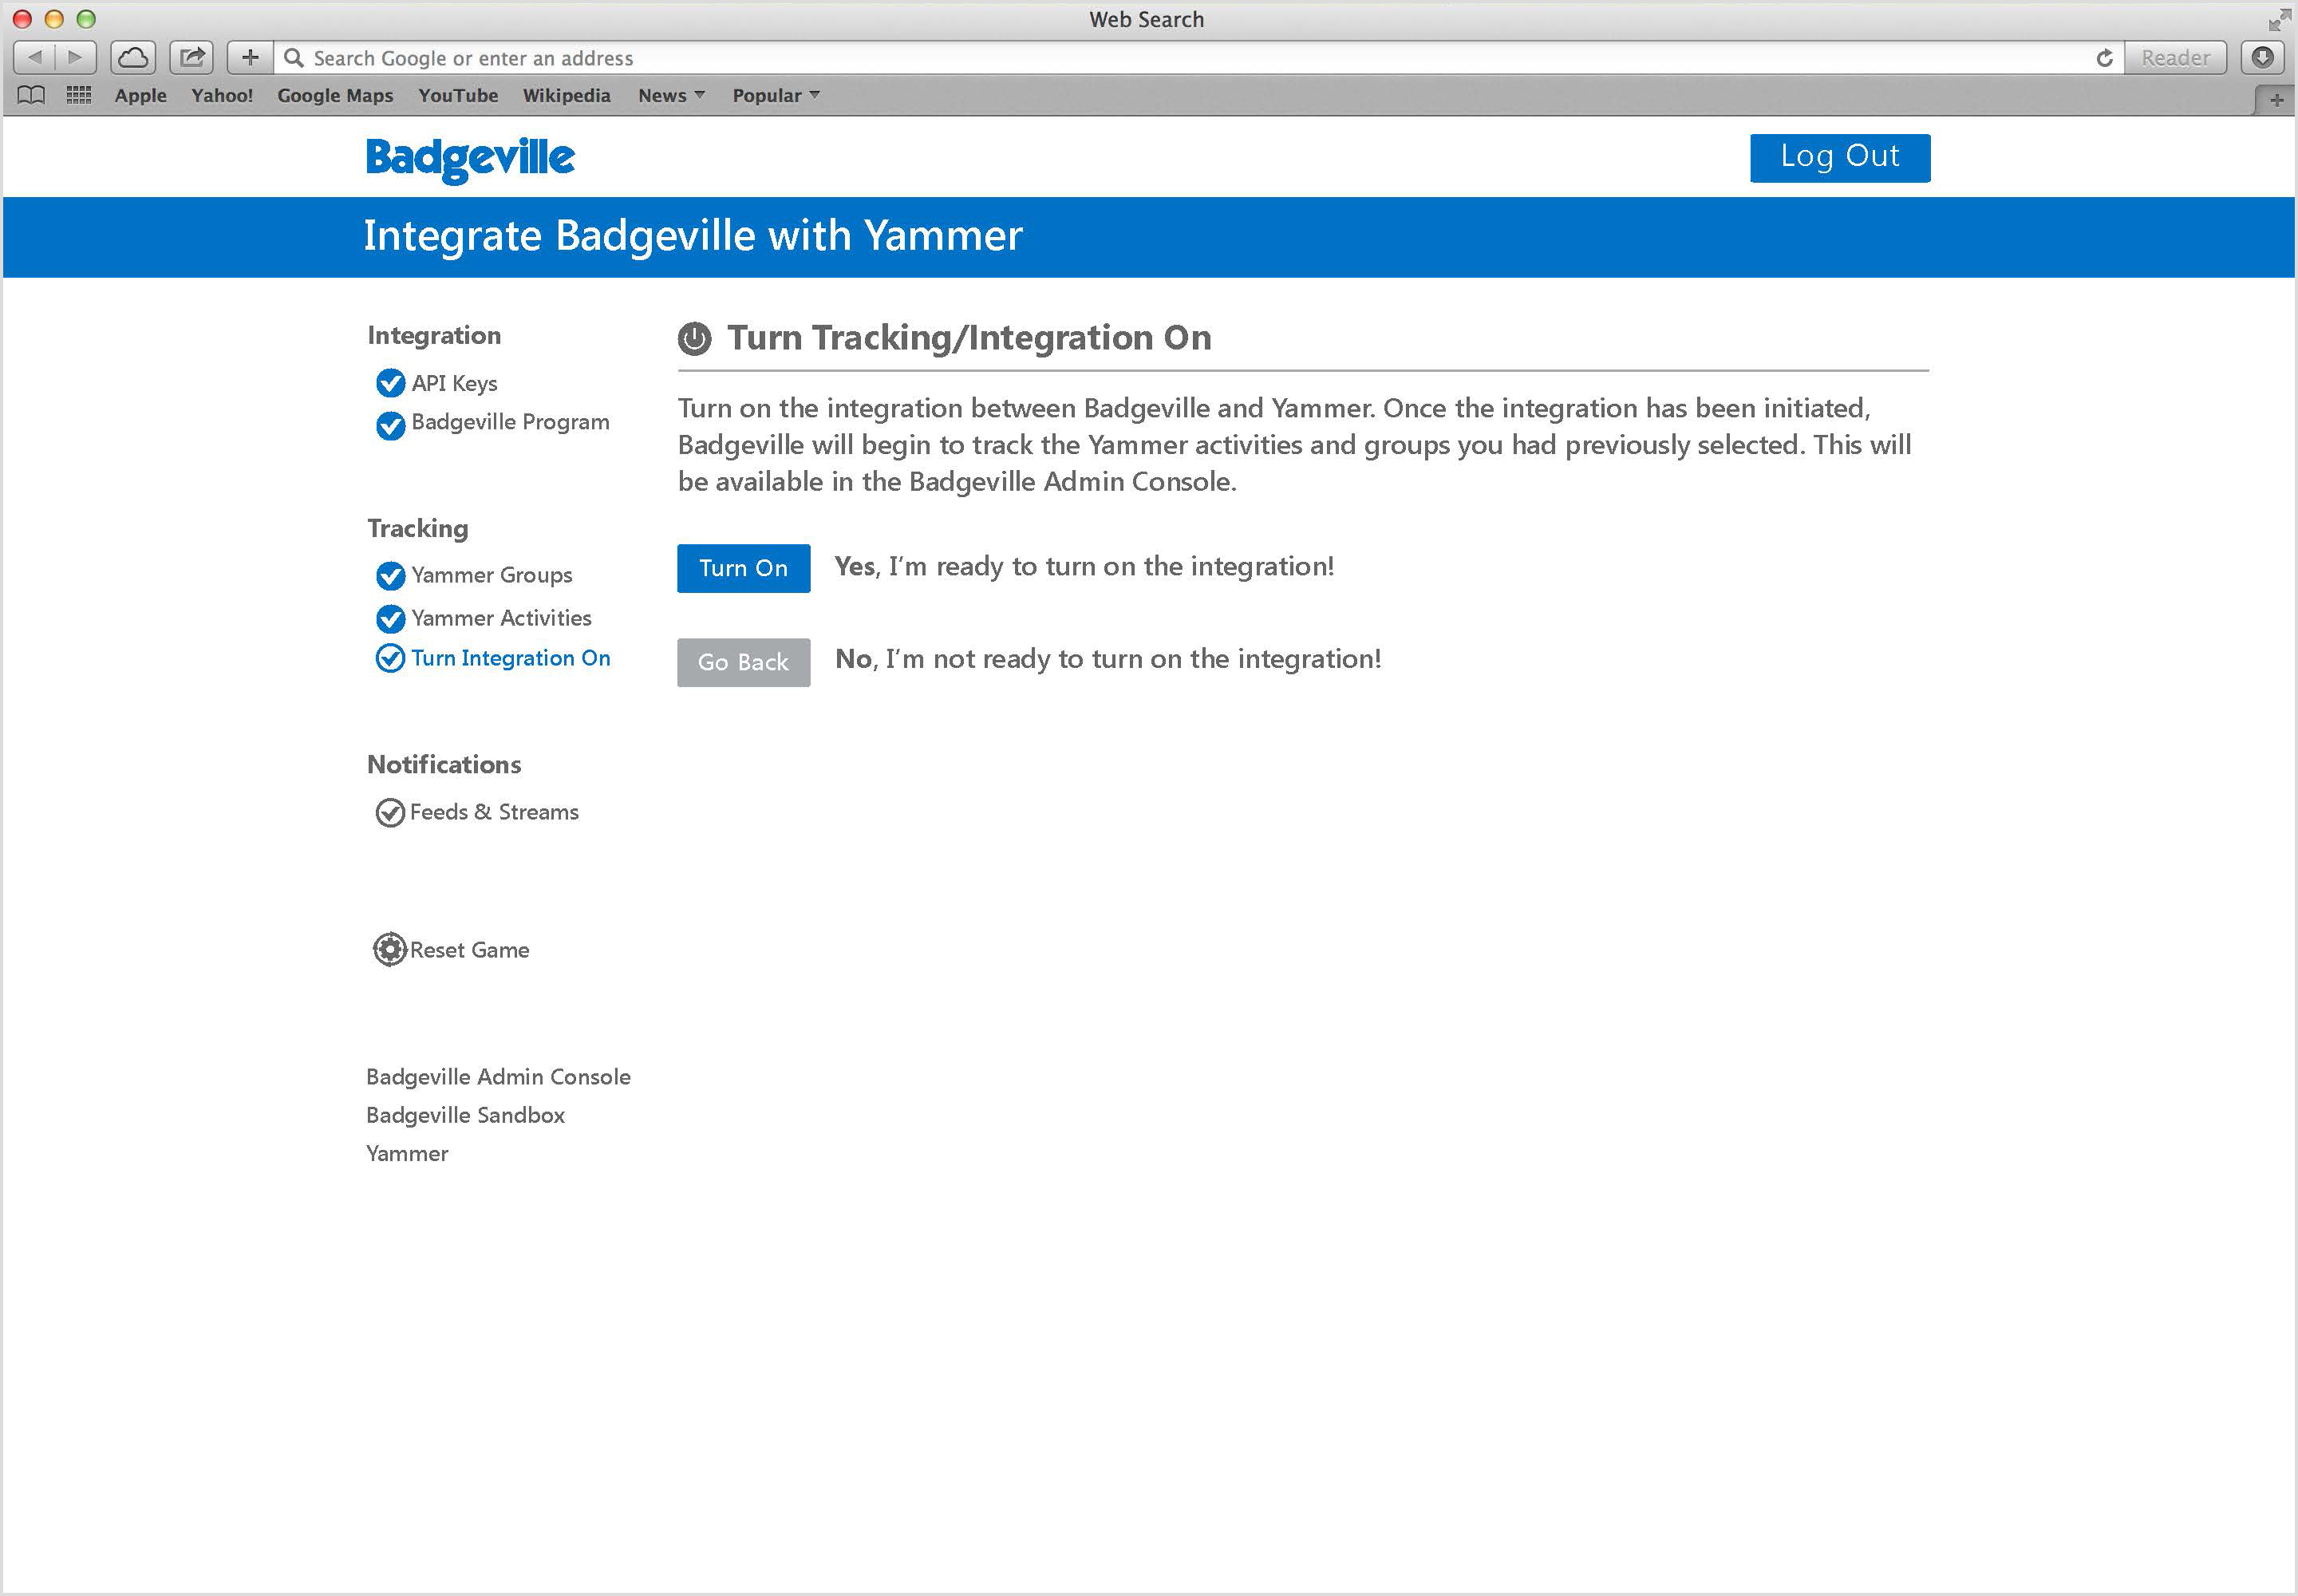 Web Search
Search Google or enter an address
Reader
Apple Yahoo! Google Maps YouTube Wikipedia News Popular
Badgeville
Log Out
Integrate Badgeville with Yammer
Integration
API Keys
Badgeville Program
Tracking
Yammer Groups
Yammer Activities
Turn Integration On
Notifications
Feeds & Streams
Reset Game
Badgeville Admin Console
Badgeville Sandbox
Yammer
Turn Tracking/Integration On
Turn on the integration between Badgeville and Yammer. Once the integration has been initiated,
Badgeville will begin to track the Yammer activities and groups you had previously selected. This will
be available in the Badgeville Admin Console.
Turn On Yes, I’m ready to turn on the integration!
Go Back No, I’m not ready to turn on the integration!